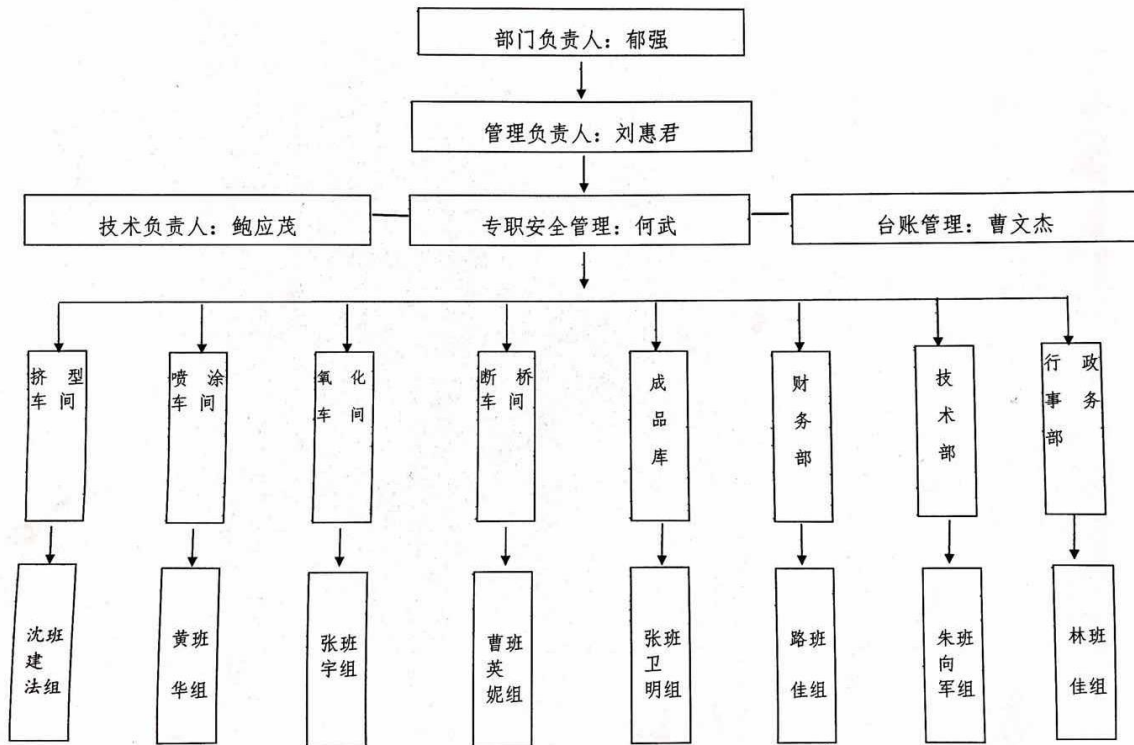 部门负责人：郁强
管理负责人：刘惠君
技术负责人：鲍应茂
专职安全管理：何武
台账管理：曹文杰
挤型
车间
喷涂
车间
氧化
车间
断桥
车间
成品库
财务部
技术部
行政
事务
部
沈建法班组
黄华班组
张宇班组
曹英妮班组
张卫明班组
路佳班组
朱向军班组
林佳班组